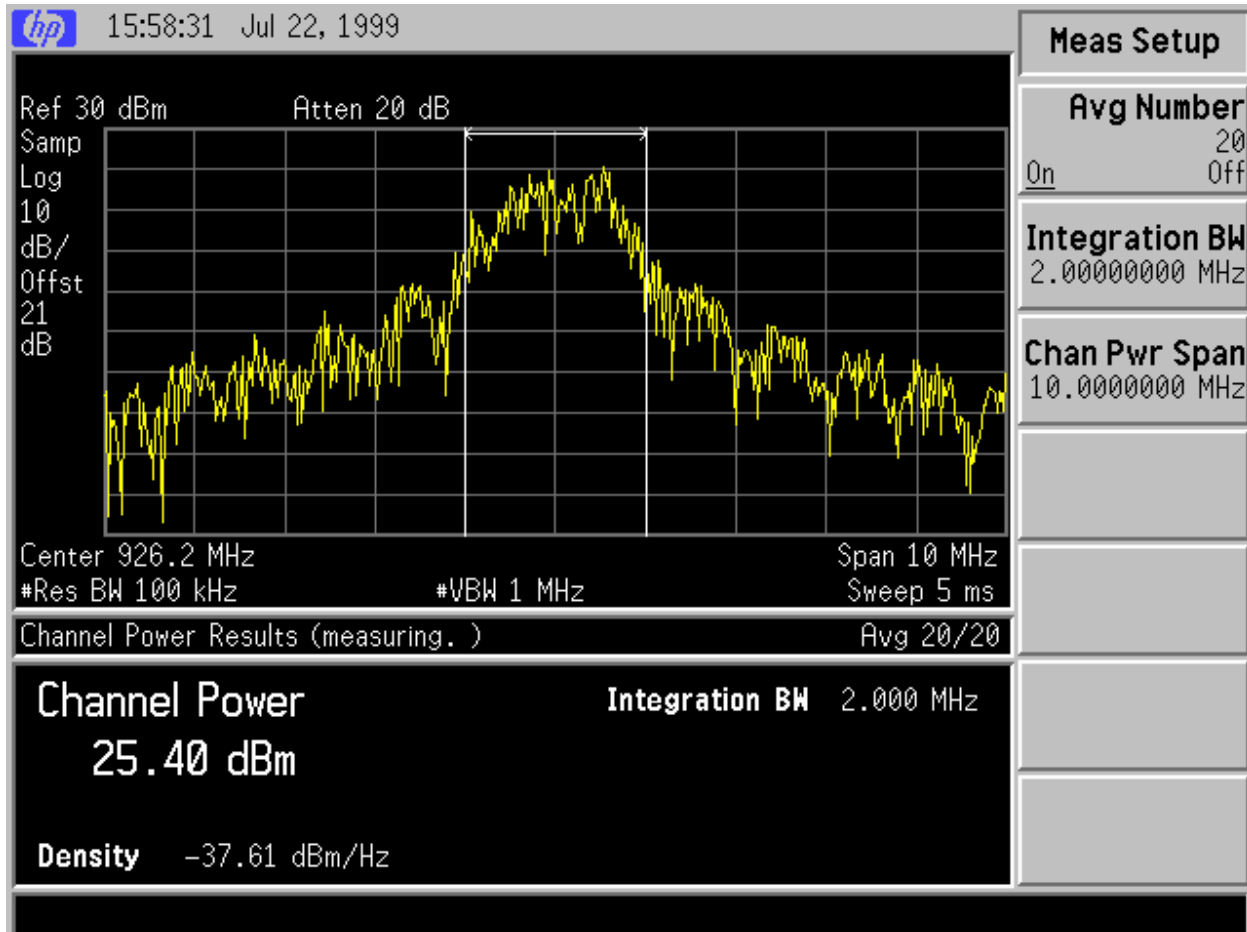 hp 15:58:31 Jul 22, 1999
Ref 30 dBm Atten 20 dB
Samp
Log
10
dB/
Offst
21
dB
Center 926.2 MHz Span 10 MHz
#Res BW 100 kHz #VBW 1 MHz Sweep 5 ms
Channel Power Results (measuring. ) Avg 20/20
Channel Power Integration BW 2.000 MHz
25.40 dBm
Density -37.61 dBm/Hz
Meas Setup
Avg Number
20
On Off
Integration BW
2.00000000 MHz
Chan Pwr Span
10.0000000 MHz